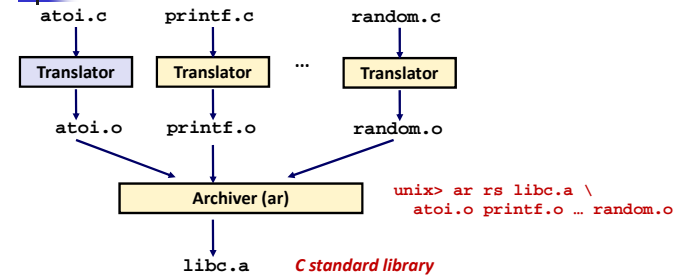 atoi.c printf.c random.c
Translator Translator ... Translator
atoi.o printf.o random.o
Archiver (ar)
unix> ar rs libc.a \
atoi.o printf.o … random.o
libc.a C standard library